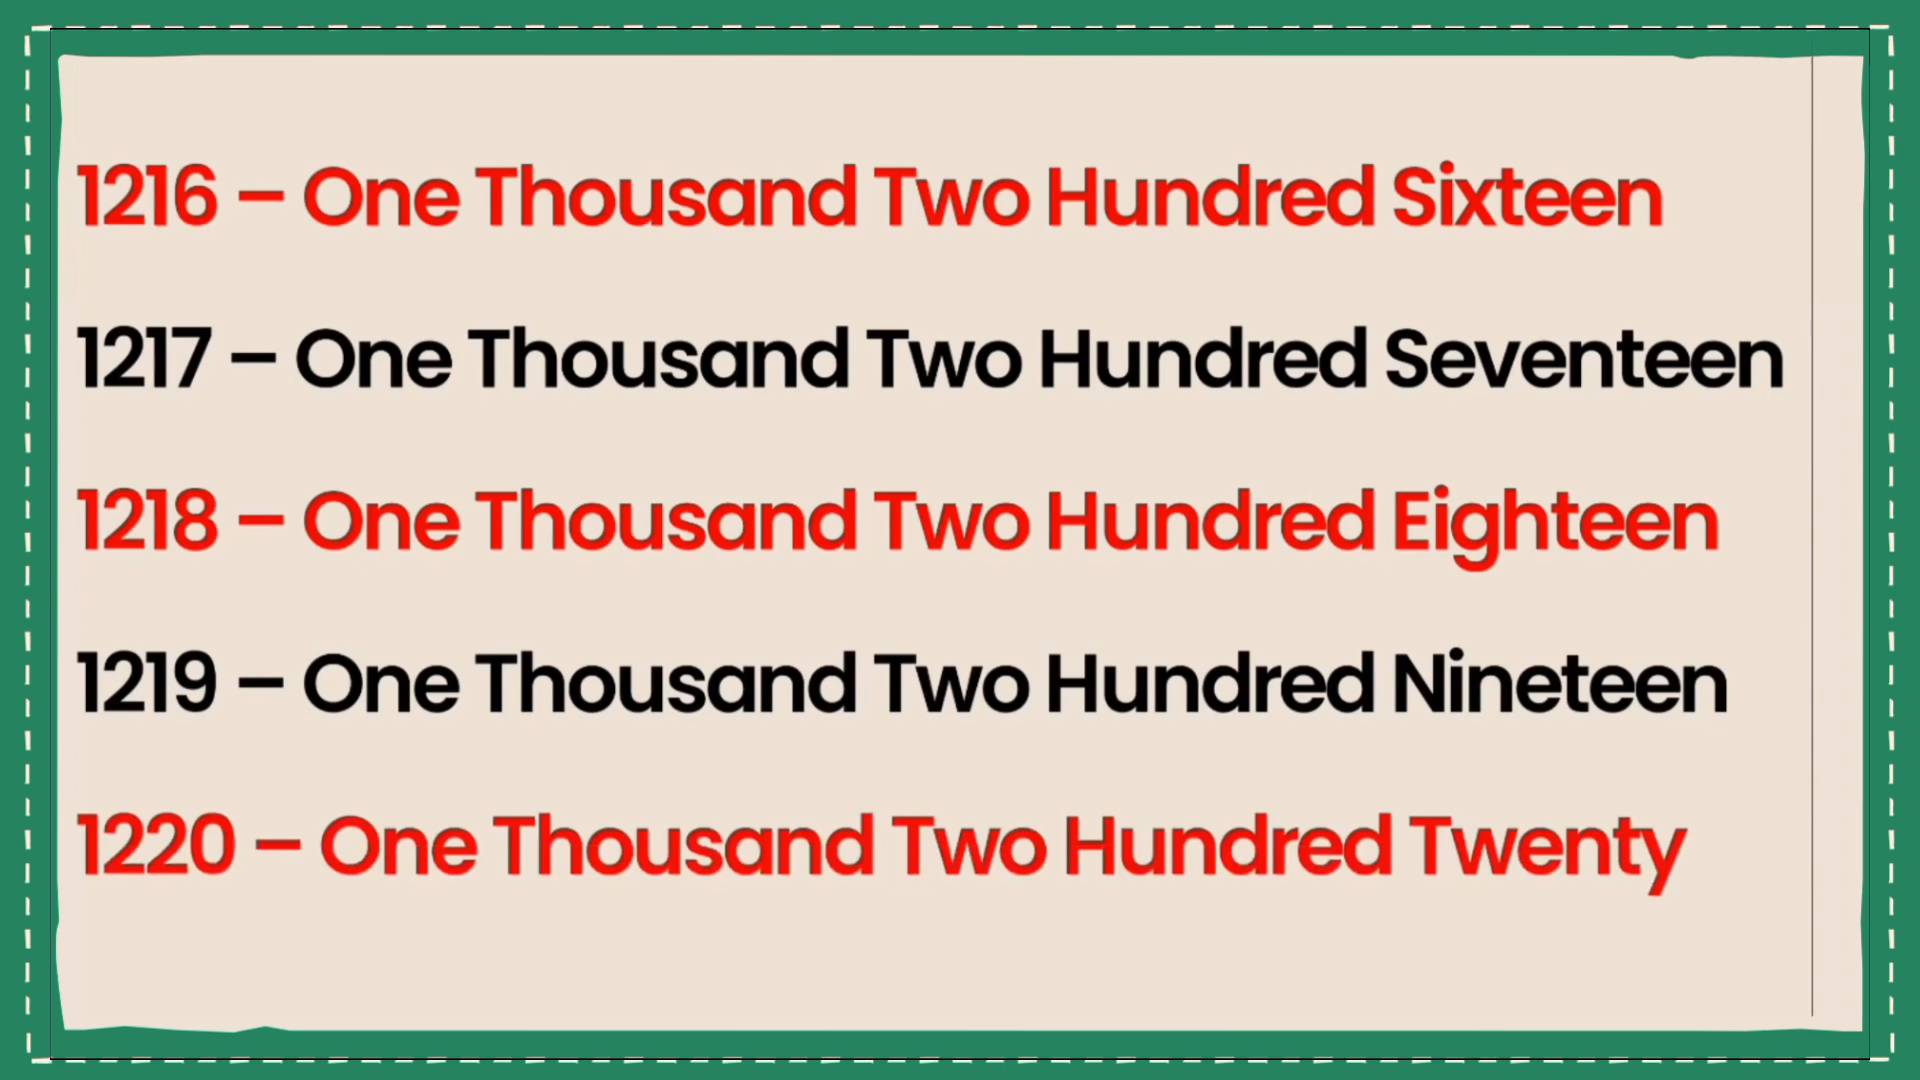 1216 – One Thousand Two Hundred Sixteen
1217 – One Thousand Two Hundred Seventeen
1218 – One Thousand Two Hundred Eighteen
1219 – One Thousand Two Hundred Nineteen
1220 – One Thousand Two Hundred Twenty